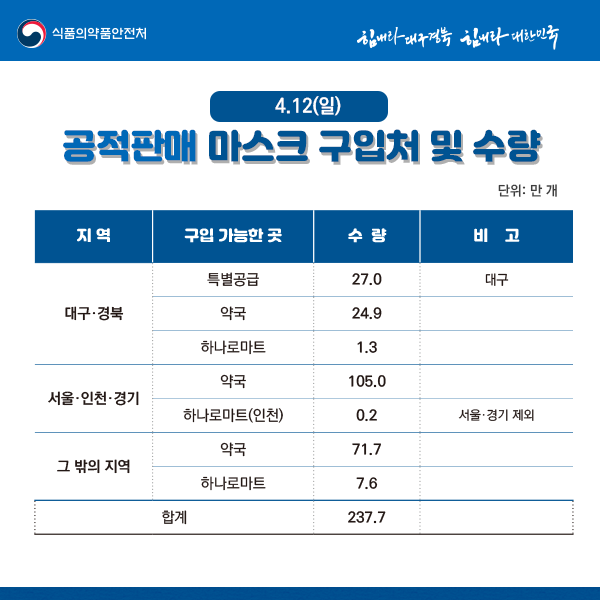 식품의약품안전처
힘내라 대구경북 힘내라 대한민국
4.12(일)
공적판매 마스크 구입처 및 수량
단위: 만 개
지 역 구입 가능한 곳 수 량 비 고
대구·경북 특별공급 27.0 대구
약국 24.9
하나로마트 1.3
서울·인천·경기 약국 105.0
하나로마트(인천) 0.2 서울·경기 제외
그 밖의 지역 약국 71.7
하나로마트 7.6
합계 237.7